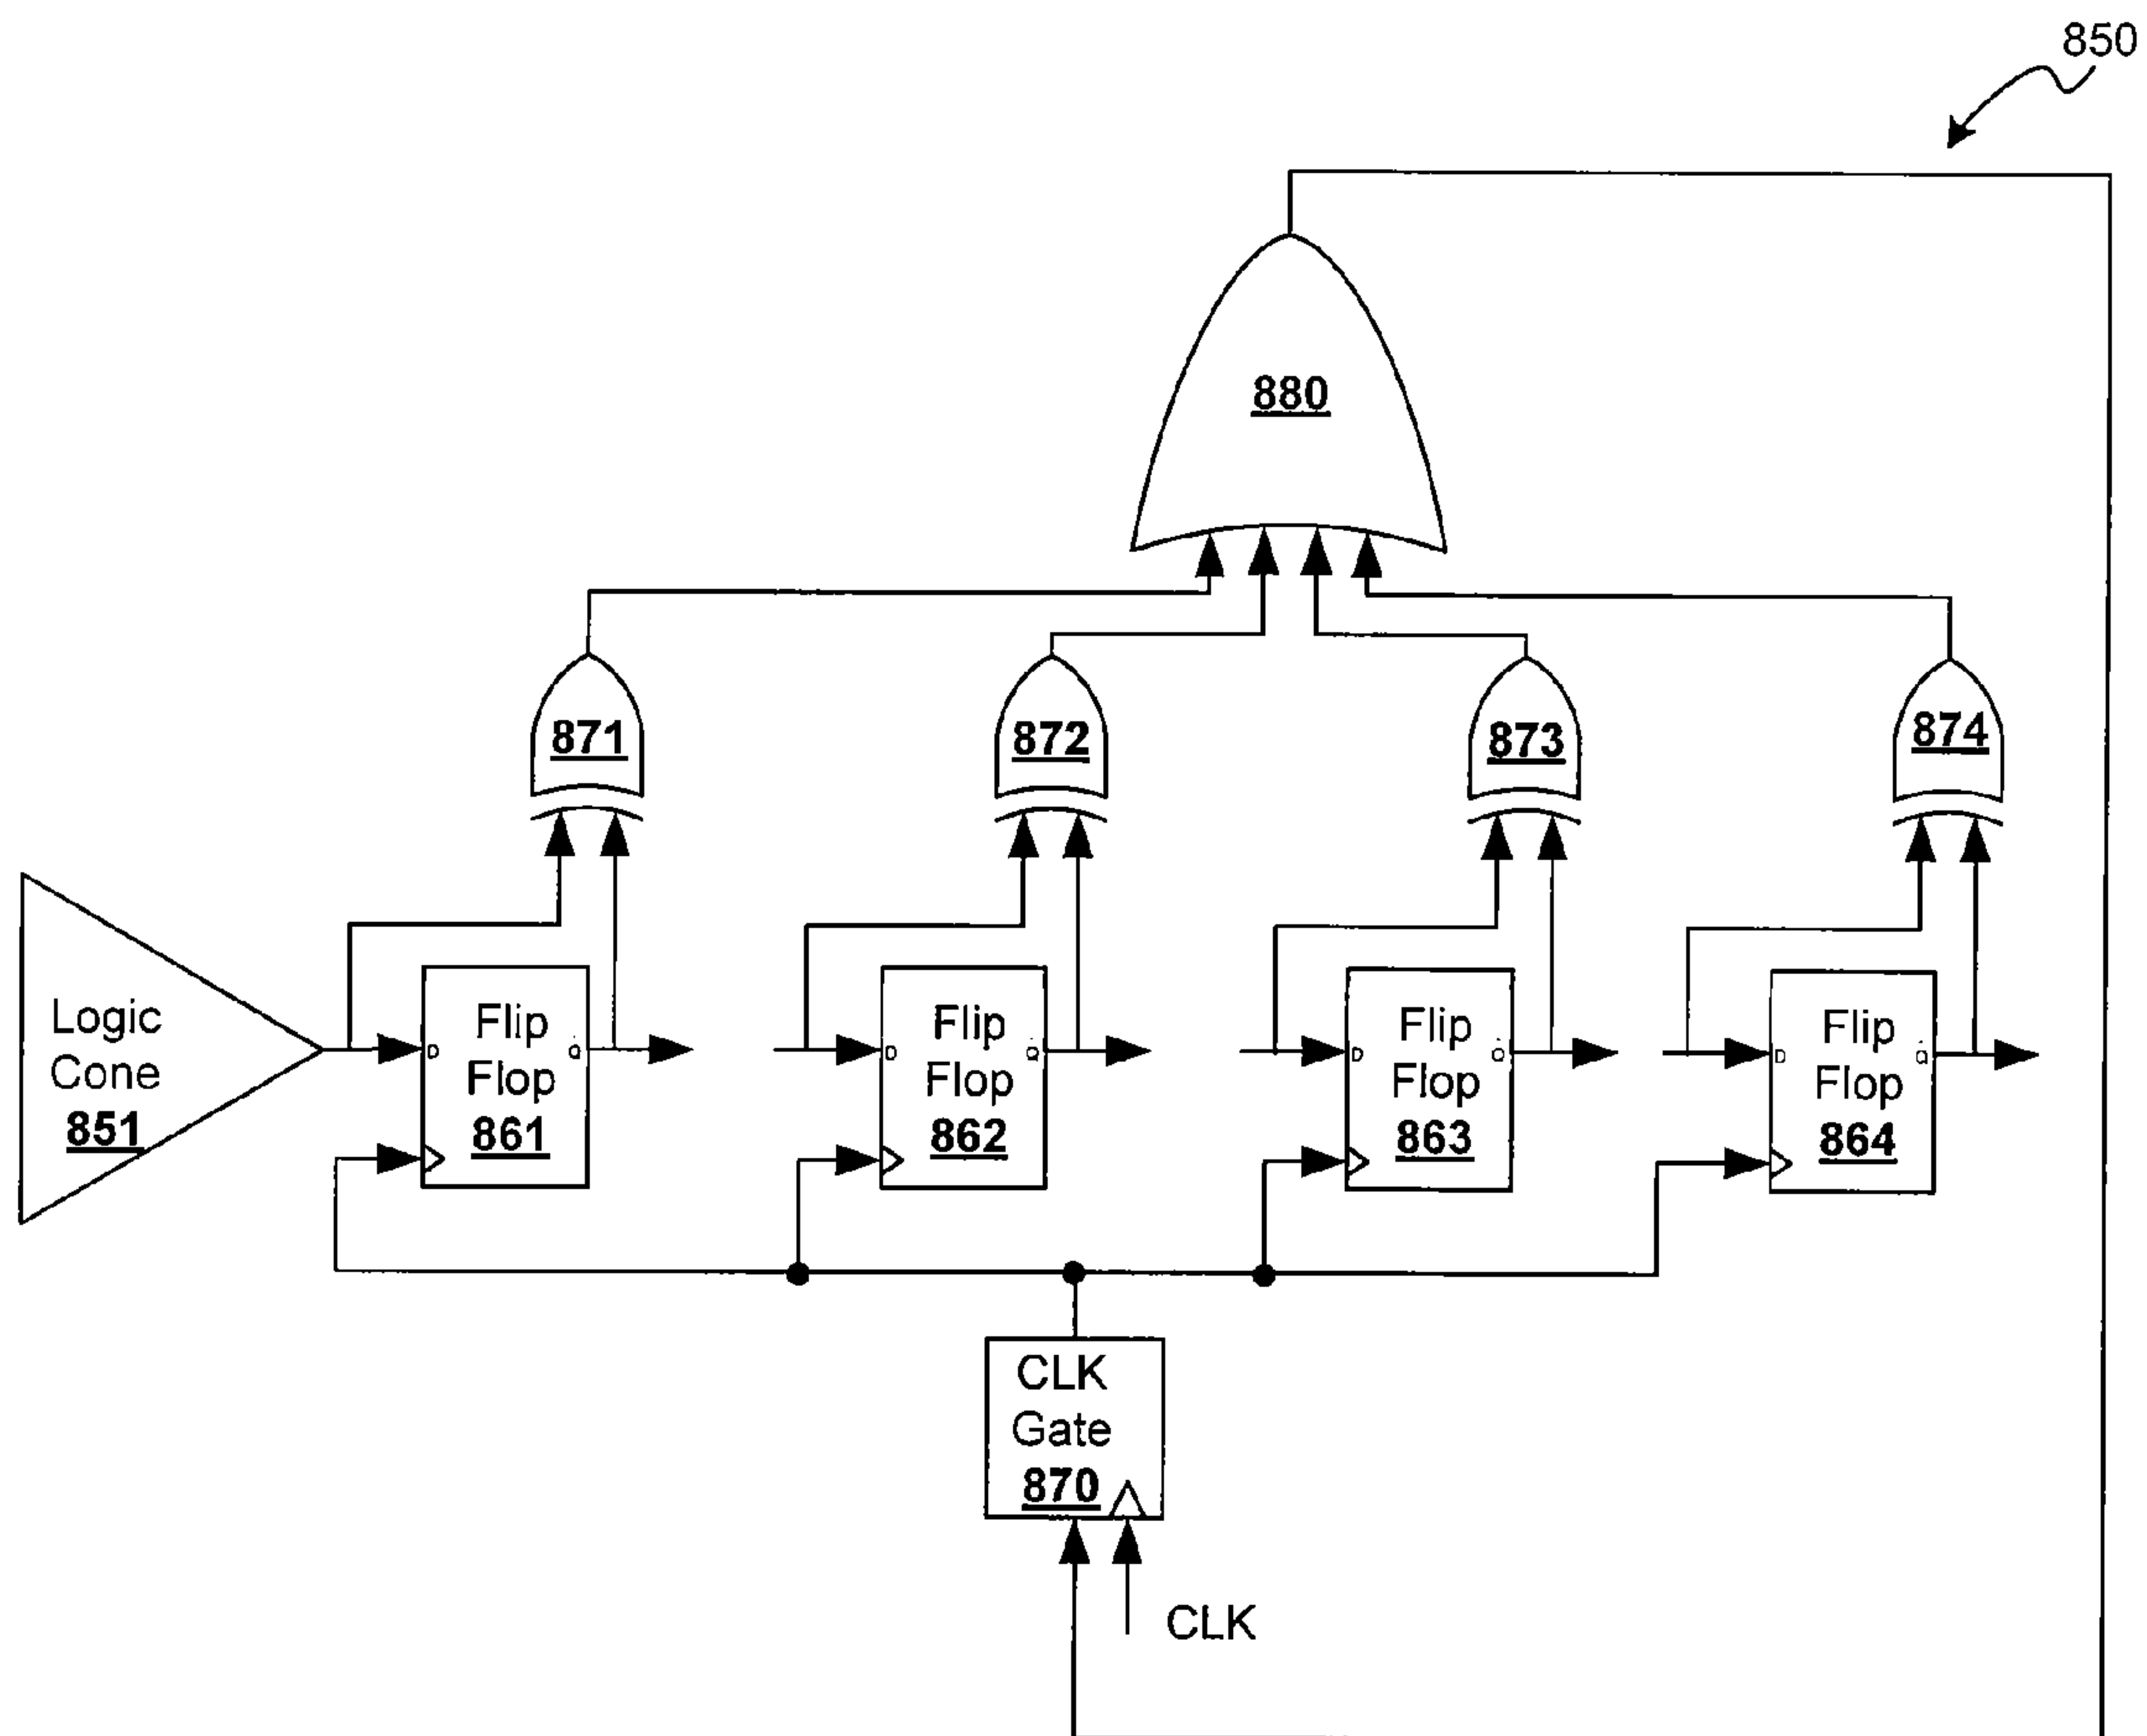 850
880
871
872
873
874
Logic
Cone
851
D
Flip
Flop
861
Q
D
Flip
Flop
862
Q
D
Flip
Flop
863
Q
D
Flip
Flop
864
Q
CLK
Gate
870
CLK